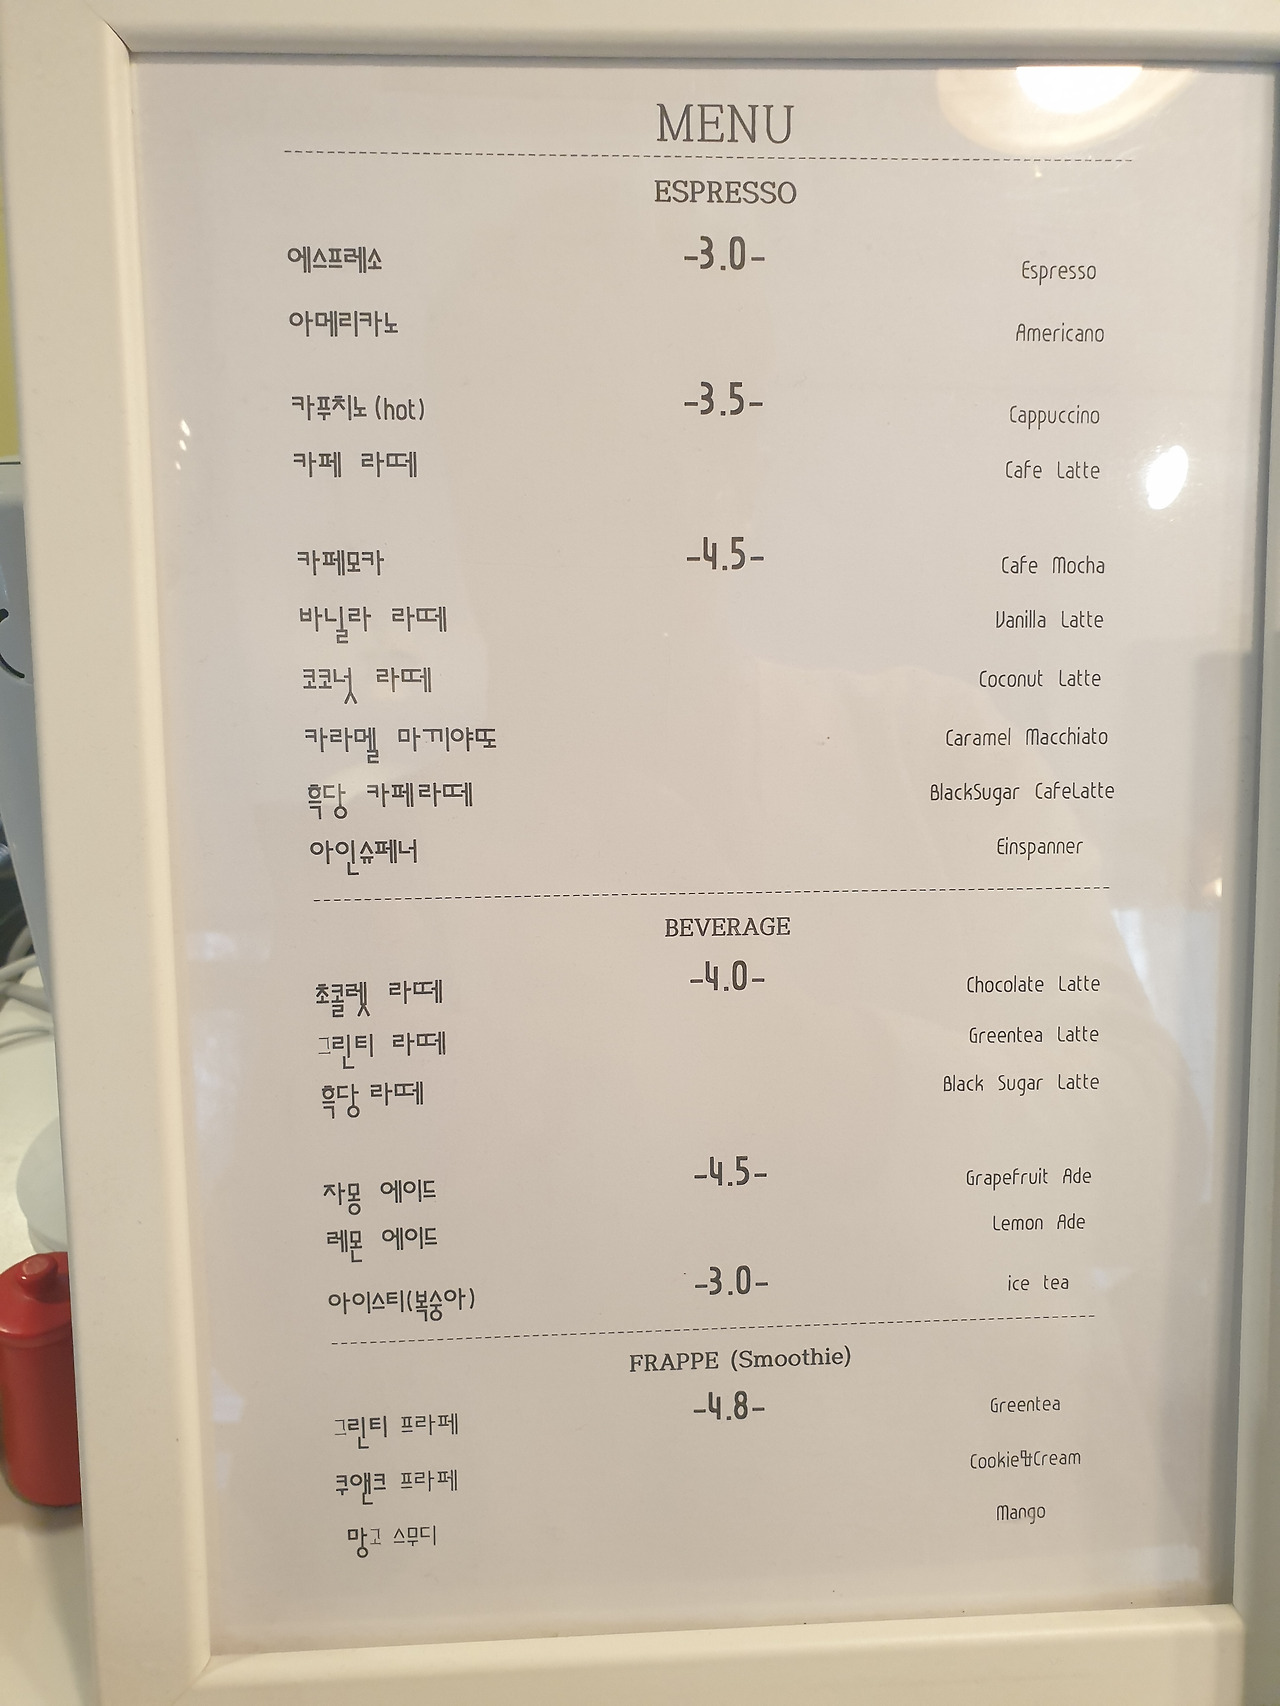 MENU
ESPRESSO
에스프레소 -3.0- Espresso
아메리카노 Americano
카푸치노(hot) -3.5- Cappuccino
카페 라떼 Cafe Latte
카페모카 -4.5- Cafe Mocha
바닐라 라떼 Vanilla Latte
코코넛 라떼 Coconut Latte
카라멜 마끼야또 Caramel Macchiato
흑당 카페라떼 BlackSugar CafeLatte
아인슈페너 Einspanner
BEVERAGE
초콜렛 라떼 -4.0- Chocolate Latte
그린티 라떼 Greentea Latte
흑당 라떼 Black Sugar Latte
자몽 에이드 -4.5- Grapefruit Ade
레몬 에이드 Lemon Ade
아이스티(복숭아) -3.0- ice tea
FRAPPE (Smoothie)
그린티 프라페 -4.8- Greentea
쿠앤크 프라페 Cookie&Cream
망고 스무디 Mango